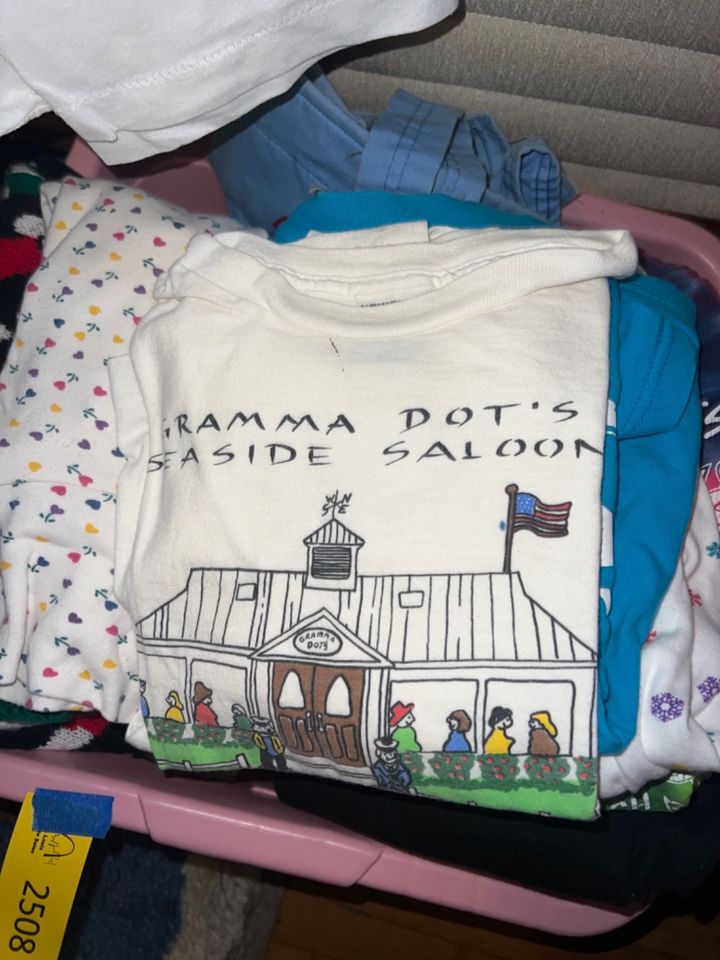 GRAMMA DOT'S
SEASIDE SALOON
N
W
S E
GRAMMA
DOTS
2508